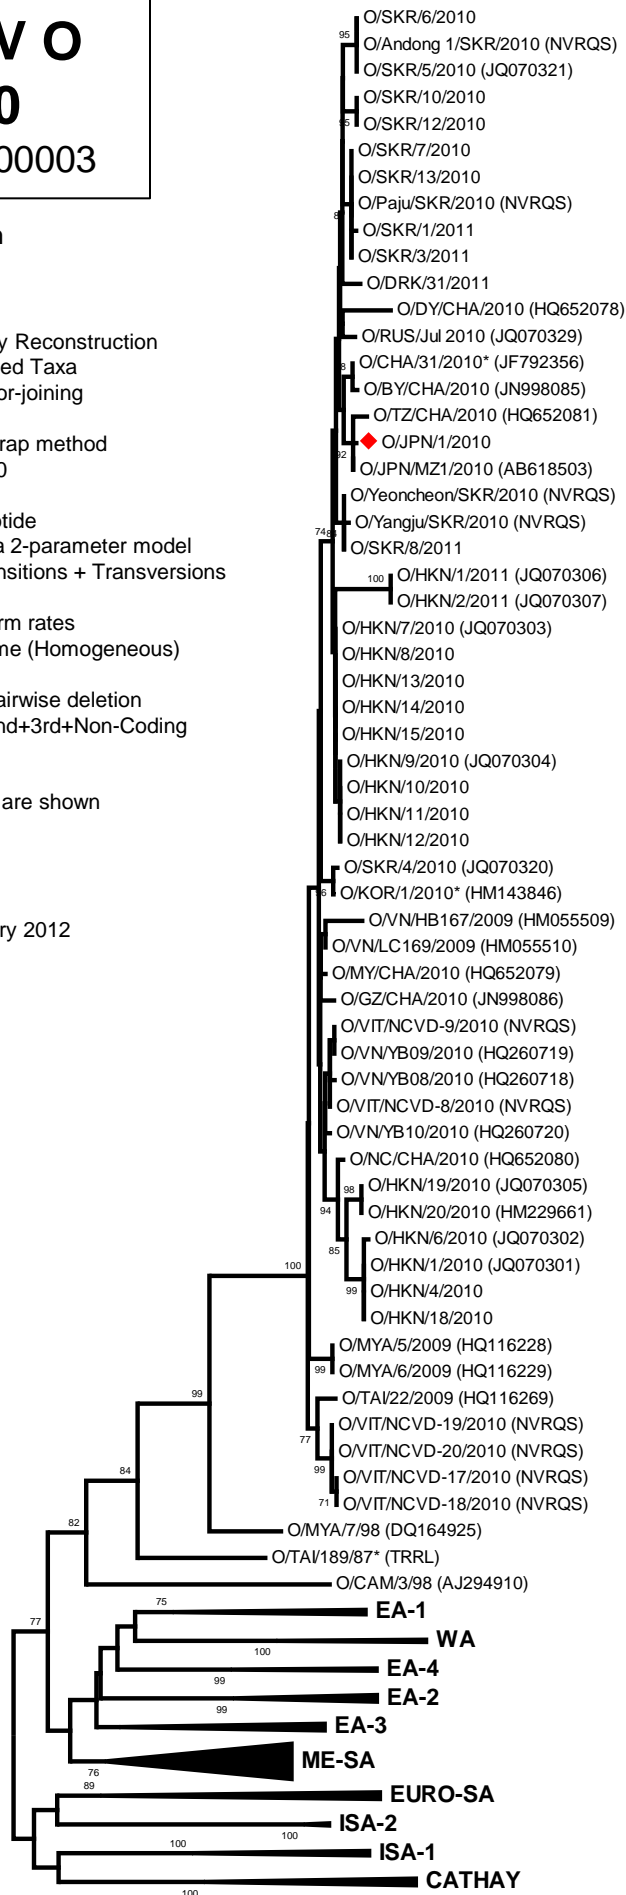 V O
0
00003
n
y Reconstruction
ed Taxa
or-joining
rap method
0
tide
a 2-parameter model
nsitions + Transversions
rm rates
me (Homogeneous)
airwise deletion
nd+3rd+Non-Coding
are shown
ry 2012
O/SKR/6/2010
95
O/Andong 1/SKR/2010 (NVRQS)
O/SKR/5/2010 (JQ070321)
O/SKR/10/2010
O/SKR/12/2010
O/SKR/7/2010
O/SKR/13/2010
O/Paju/SKR/2010 (NVRQS)
O/SKR/1/2011
O/SKR/3/2011
O/DRK/31/2011
O/DY/CHA/2010 (HQ652078)
O/RUS/Jul 2010 (JQ070329)
O/CHA/31/2010* (JF792356)
O/BY/CHA/2010 (JN998085)
O/TZ/CHA/2010 (HQ652081)
O/JPN/1/2010
92
O/JPN/MZ1/2010 (AB618503)
O/Yeoncheon/SKR/2010 (NVRQS)
O/Yangju/SKR/2010 (NVRQS)
74
O/SKR/8/2011
100
O/HKN/1/2011 (JQ070306)
O/HKN/2/2011 (JQ070307)
O/HKN/7/2010 (JQ070303)
O/HKN/8/2010
O/HKN/13/2010
O/HKN/14/2010
O/HKN/15/2010
O/HKN/9/2010 (JQ070304)
O/HKN/10/2010
O/HKN/11/2010
O/HKN/12/2010
O/SKR/4/2010 (JQ070320)
O/KOR/1/2010* (HM143846)
O/VN/HB167/2009 (HM055509)
O/VN/LC169/2009 (HM055510)
O/MY/CHA/2010 (HQ652079)
O/GZ/CHA/2010 (JN998086)
O/VIT/NCVD-9/2010 (NVRQS)
O/VN/YB09/2010 (HQ260719)
O/VN/YB08/2010 (HQ260718)
O/VIT/NCVD-8/2010 (NVRQS)
O/VN/YB10/2010 (HQ260720)
O/NC/CHA/2010 (HQ652080)
98
O/HKN/19/2010 (JQ070305)
94
O/HKN/20/2010 (HM229661)
O/HKN/6/2010 (JQ070302)
85
O/HKN/1/2010 (JQ070301)
100
99
O/HKN/4/2010
O/HKN/18/2010
O/MYA/5/2009 (HQ116228)
99
O/MYA/6/2009 (HQ116229)
99
O/TAI/22/2009 (HQ116269)
O/VIT/NCVD-19/2010 (NVRQS)
77
O/VIT/NCVD-20/2010 (NVRQS)
84
99
O/VIT/NCVD-17/2010 (NVRQS)
71
O/VIT/NCVD-18/2010 (NVRQS)
82
O/MYA/7/98 (DQ164925)
O/TAI/189/87* (TRRL)
O/CAM/3/98 (AJ294910)
75
EA-1
77
WA
100
EA-4
99
EA-2
99
EA-3
ME-SA
76
89
EURO-SA
ISA-2
100
100
ISA-1
CATHAY
100